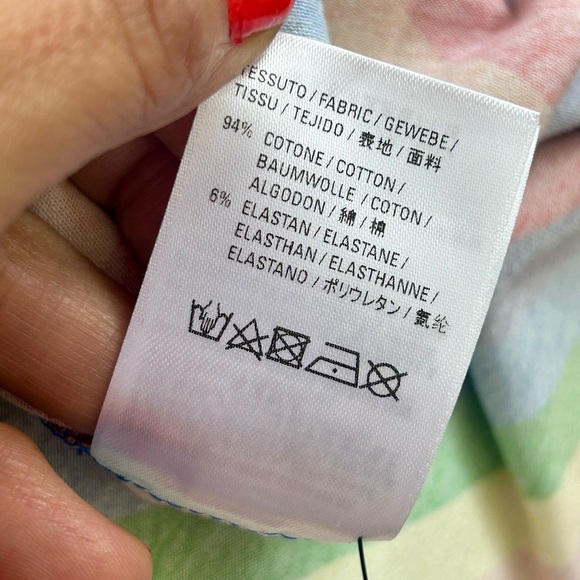 TESSUTO / FABRIC / GEWEBE /
TISSU / TEJIDO / 表地 / 面料
94% COTONE / COTTON /
BAUMWOLLE / COTON /
ALGODON / 綿 / 棉
6% ELASTAN / ELASTANE /
ELASTHAN / ELASTHANNE /
ELASTANO / ポリウレタン / 氨纶